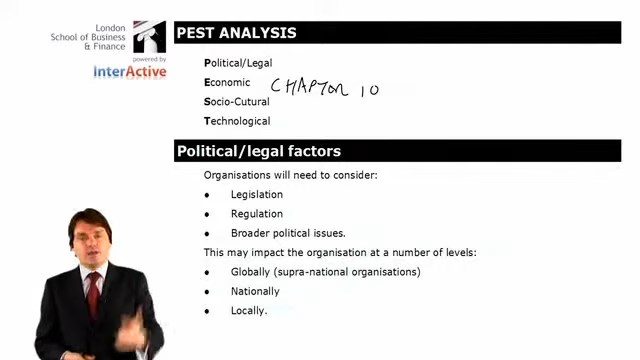 London
School of Business
& Finance
powered by
InterActive
PEST ANALYSIS
Political/Legal
Economic CHAPTER 10
Socio-Cutural
Technological
Political/legal factors
Organisations will need to consider:
● Legislation
● Regulation
● Broader political issues.
This may impact the organisation at a number of levels:
● Globally (supra-national organisations)
● Nationally
● Locally.